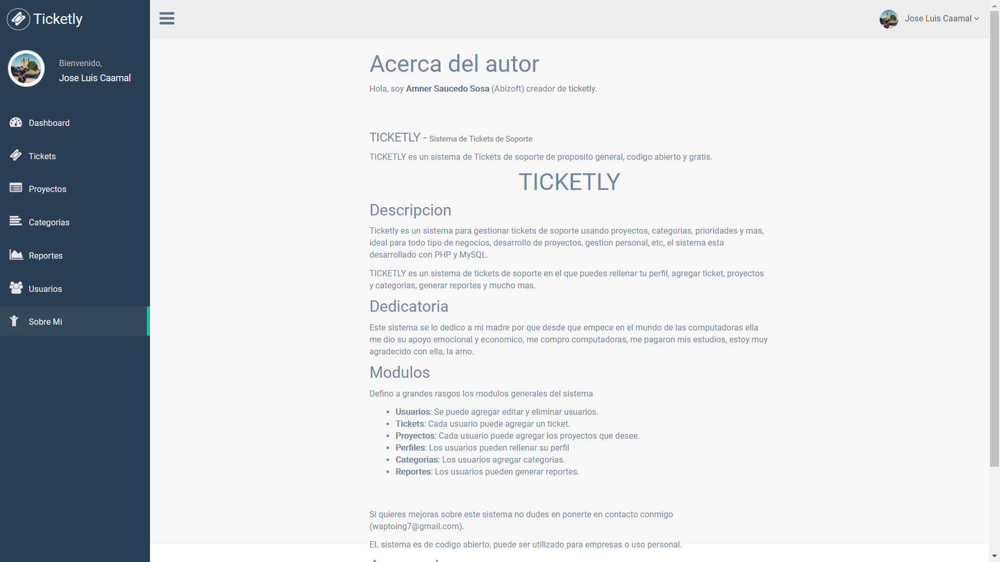 Ticketly
Jose Luis Caamal
Bienvenido,
Jose Luis Caamal
Dashboard
Tickets
Proyectos
Categorias
Reportes
Usuarios
Sobre Mi
Acerca del autor
Hola, soy Amner Saucedo Sosa (Abizoft) creador de ticketly.
TICKETLY - Sistema de Tickets de Soporte
TICKETLY es un sistema de Tickets de soporte de proposito general, codigo abierto y gratis.
TICKETLY
Descripcion
Ticketly es un sistema para gestionar tickets de soporte usando proyectos, categorias, prioridades y mas,
ideal para todo tipo de negocios, desarrollo de proyectos, gestion personal, etc, el sistema esta
desarrollado con PHP y MySQL.
TICKETLY es un sistema de tickets de soporte en el que puedes rellenar tu perfil, agregar ticket, proyectos
y categorias, generar reportes y mucho mas.
Dedicatoria
Este sistema se lo dedico a mi madre por que desde que empece en el mundo de las computadoras ella
me dio su apoyo emocional y economico, me compro computadoras, me pagaron mis estudios, estoy muy
agradecido con ella, la amo.
Modulos
Defino a grandes rasgos los modulos generales del sistema
• Usuarios: Se puede agregar editar y eliminar usuarios.
• Tickets: Cada usuario puede agregar un ticket.
• Proyectos: Cada usuario puede agregar los proyectos que desee.
• Perfiles: Los usuarios pueden rellenar su perfil
• Categorias: Los usuarios agregar categorias.
• Reportes: Los usuarios pueden generar reportes.
Si quieres mejoras sobre este sistema no dudes en ponerte en contacto conmigo
(waptoing7@gmail.com).
EL sistema es de codigo abierto, puede ser utilizado para empresas o uso personal.